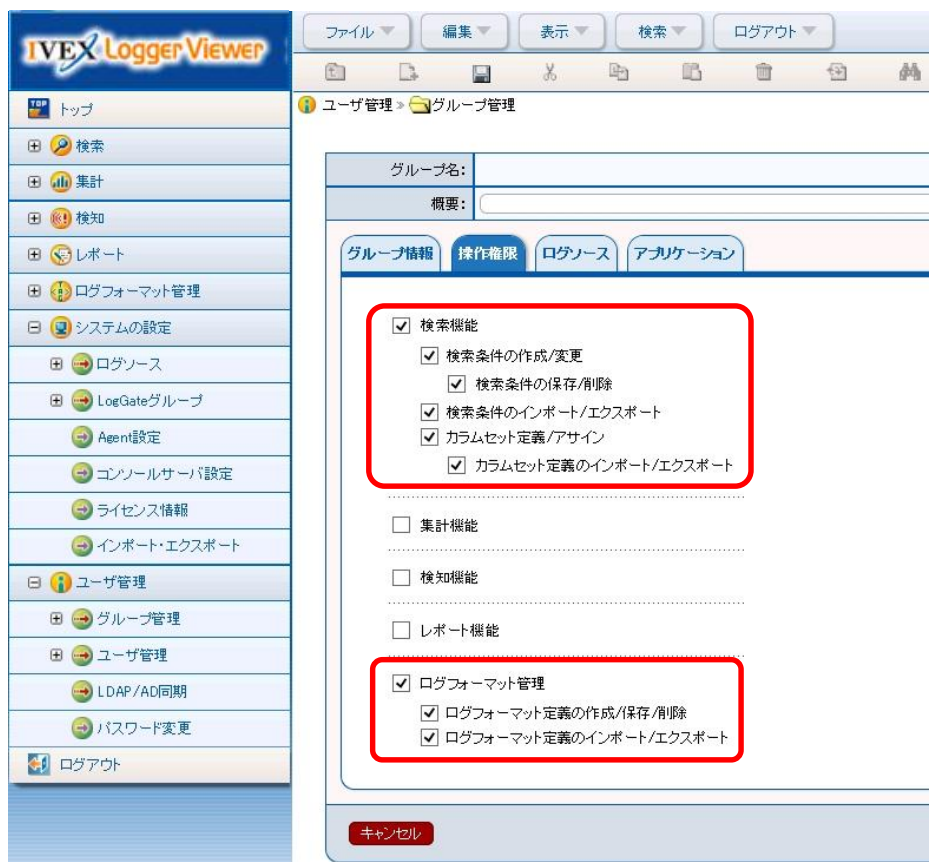 IVEX Logger Viewer
ファイル 編集 表示 検索 ログアウト
ユーザ管理 » グループ管理
TOP トップ
検索
集計
検知
レポート
ログフォーマット管理
システムの設定
ログソース
LogGateグループ
Agent設定
コンソールサーバ設定
ライセンス情報
インポート・エクスポート
ユーザ管理
グループ管理
ユーザ管理
LDAP/AD同期
パスワード変更
ログアウト
グループ名:
概要:
グループ情報 操作権限 ログソース アプリケーション
検索機能
検索条件の作成/変更
検索条件の保存/削除
検索条件のインポート/エクスポート
カラムセット定義/アサイン
カラムセット定義のインポート/エクスポート
集計機能
検知機能
レポート機能
ログフォーマット管理
ログフォーマット定義の作成/保存/削除
ログフォーマット定義のインポート/エクスポート
キャンセル